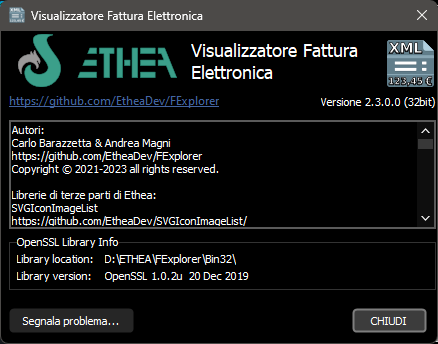 Visualizzatore Fattura Elettronica
ETHEA
Visualizzatore Fattura
Elettronica
XML
123,45 €
https://github.com/EtheaDev/FExplorer
Versione 2.3.0.0 (32bit)
Autori:
Carlo Barazzetta & Andrea Magni
https://github.com/EtheaDev/FExplorer
Copyright © 2021-2023 all rights reserved.
Librerie di terze parti di Ethea:
SVGIconImageList
https://github.com/EtheaDev/SVGIconImageList/
OpenSSL Library Info
Library location: D:\ETHEA\FExplorer\Bin32\
Library version: OpenSSL 1.0.2u 20 Dec 2019
Segnala problema...
CHIUDI